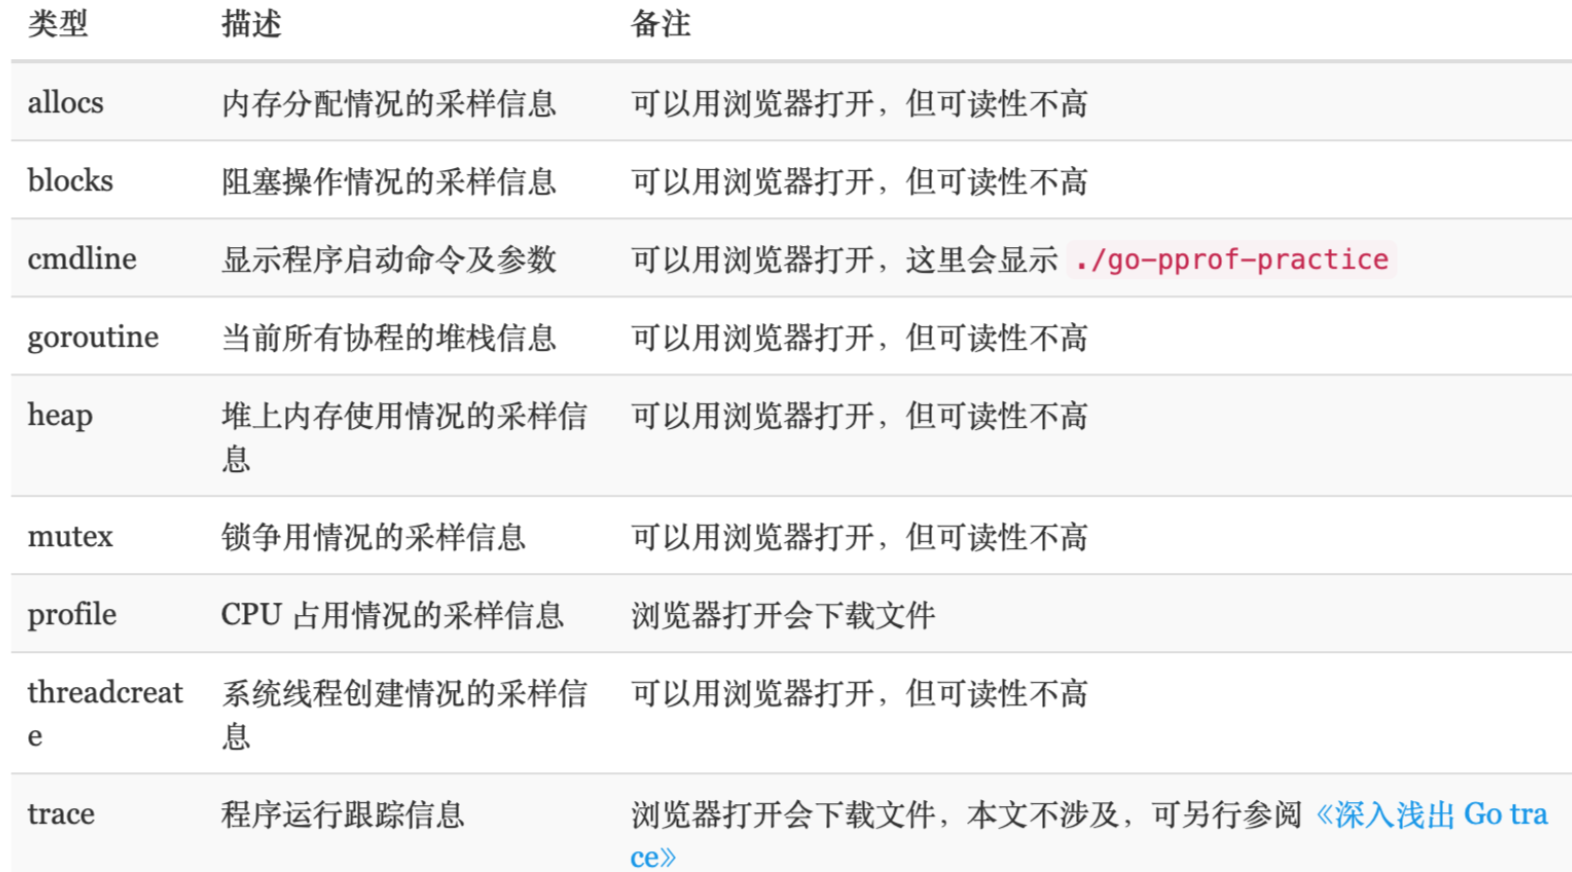 类型 描述 备注
allocs 内存分配情况的采样信息 可以用浏览器打开，但可读性不高
blocks 阻塞操作情况的采样信息 可以用浏览器打开，但可读性不高
cmdline 显示程序启动命令及参数 可以用浏览器打开，这里会显示 ./go-pprof-practice
goroutine 当前所有协程的堆栈信息 可以用浏览器打开，但可读性不高
heap 堆上内存使用情况的采样信 可以用浏览器打开，但可读性不高
息
mutex 锁争用情况的采样信息 可以用浏览器打开，但可读性不高
profile CPU 占用情况的采样信息 浏览器打开会下载文件
threadcreat 系统线程创建情况的采样信 可以用浏览器打开，但可读性不高
e 息
trace 程序运行跟踪信息 浏览器打开会下载文件，本文不涉及，可另行参阅 《深入浅出 Go tra
ce》